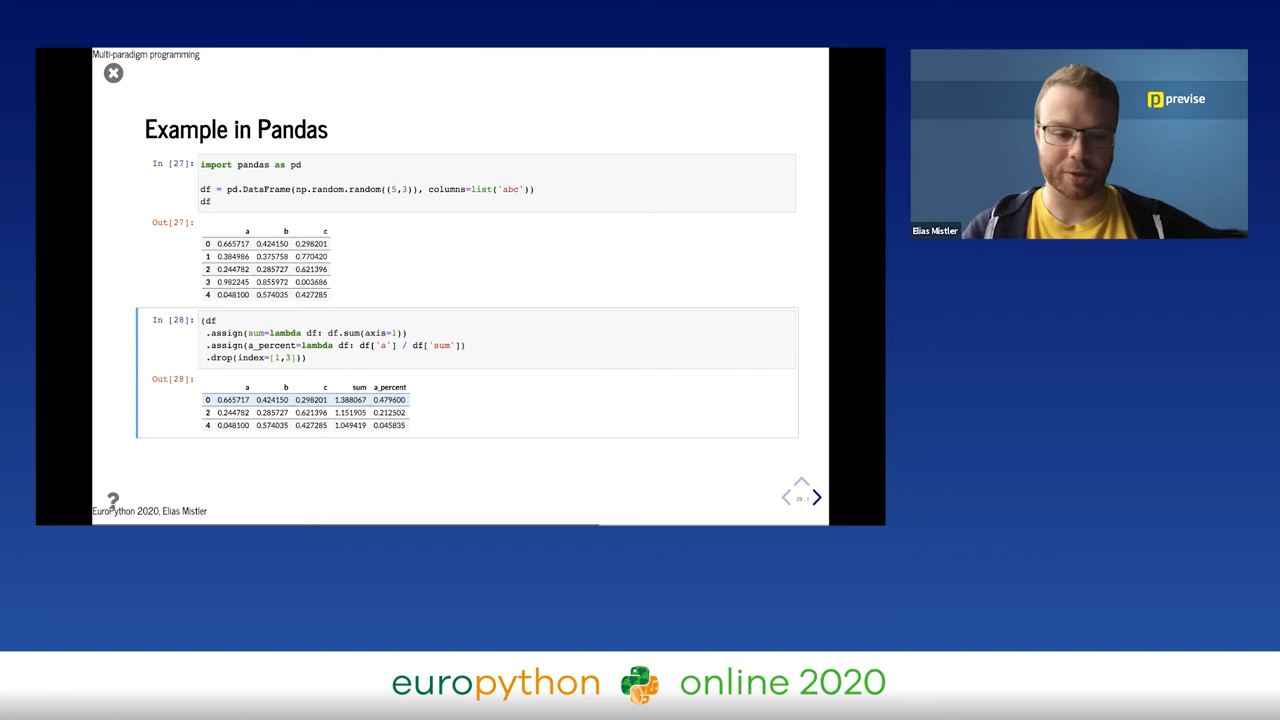 Multi-paradigm programming
Example in Pandas
In [27]:
import pandas as pd
df = pd.DataFrame(np.random.random((5,3)), columns=list('abc'))
df
Out[27]:
a b c
0 0.665717 0.424150 0.298201
1 0.384986 0.375758 0.770420
2 0.244782 0.285727 0.621396
3 0.982245 0.855972 0.003686
4 0.048100 0.574035 0.427285
In [28]:
(df
.assign(sum=lambda df: df.sum(axis=1))
.assign(a_percent=lambda df: df['a'] / df['sum'])
.drop(index=[1,3]))
Out[28]:
a b c sum a_percent
0 0.665717 0.424150 0.298201 1.388067 0.479600
2 0.244782 0.285727 0.621396 1.151905 0.212502
4 0.048100 0.574035 0.427285 1.049419 0.045835
29.1
?
EuroPython 2020, Elias Mistler
previse
Elias Mistler
europython online 2020